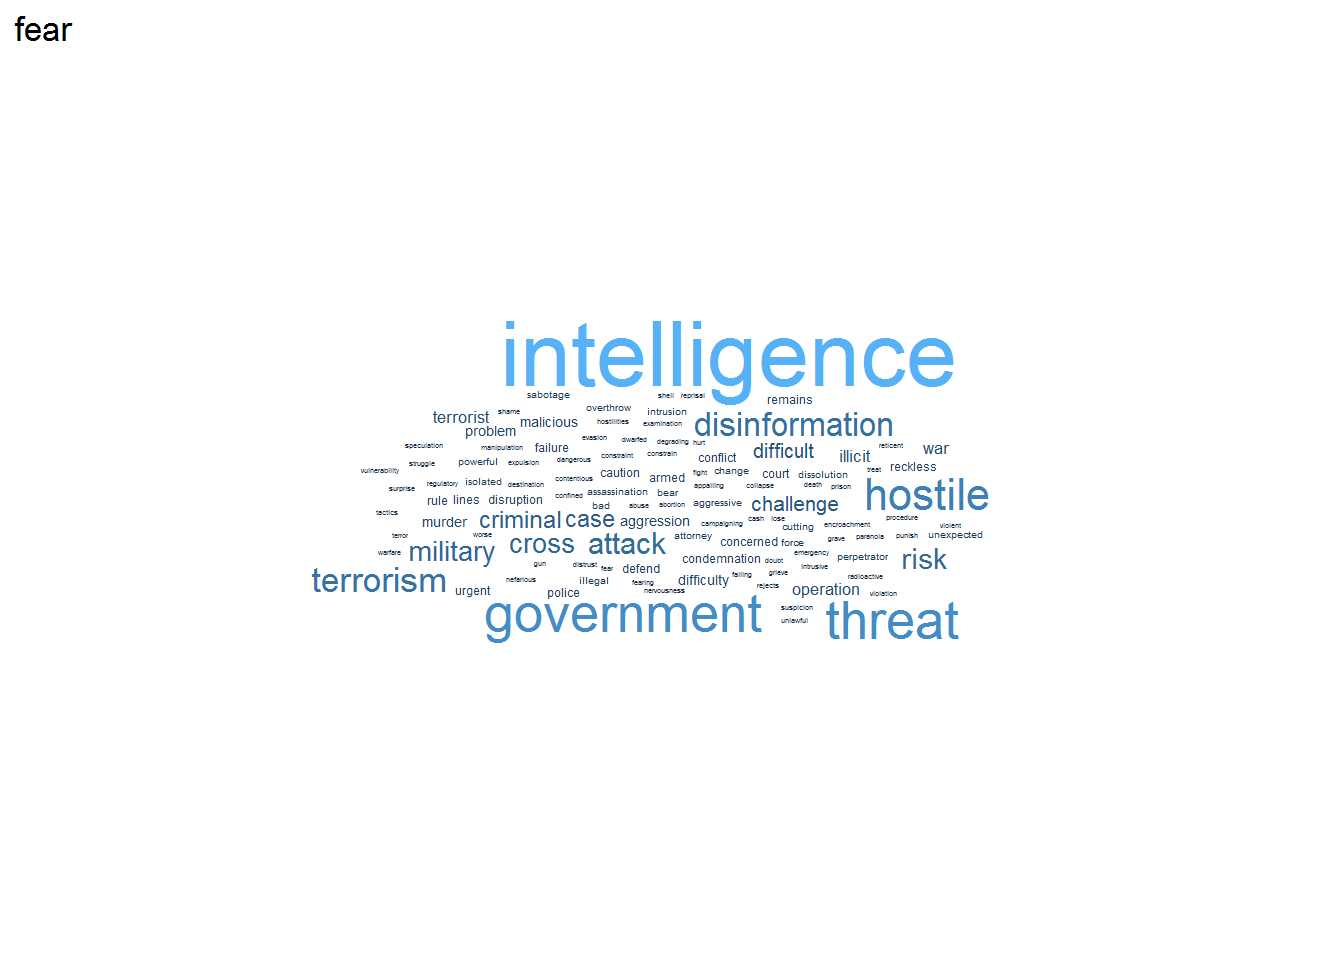 fear
intelligence
sabotage shell reprisal remains
terrorist shame malicious overthrow hostilities intrusion examination disinformation
problem
speculation manipulation failure evasion dwarfed degrading hurt difficult reticent war
struggle powerful expulsion dangerous constraint constrain conflict illicit
vulnerability caution armed fight change court dissolution treat reckless
surprise regulatory isolated destination contentious appalling collapse death prison hostile
rule lines disruption confined assassination bear
bad abuse abortion aggressive challenge
tactics murder criminal case aggression campaigning cash lose cutting encroachment procedure violent
terror worse attorney concerned force grave paranoia punish unexpected
warfare military cross attack condemnation doubt emergency perpetrator risk
gun distrust fear defend falling grieve intrusive radioactive
terrorism nefarious illegal fearing difficulty rejects operation violation
urgent police nervousness
government suspicion threat
unlawful